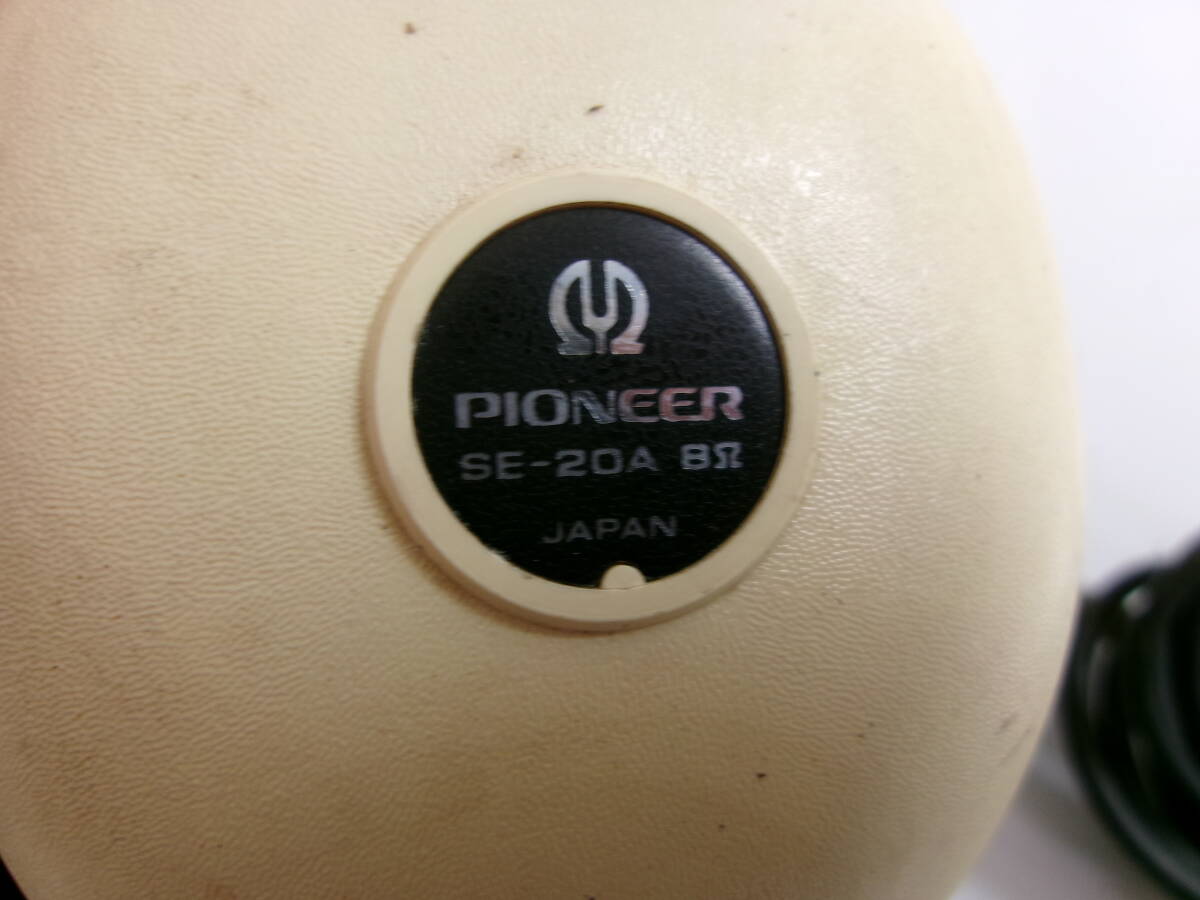 PIONEER
SE-20A 8Ω
JAPAN